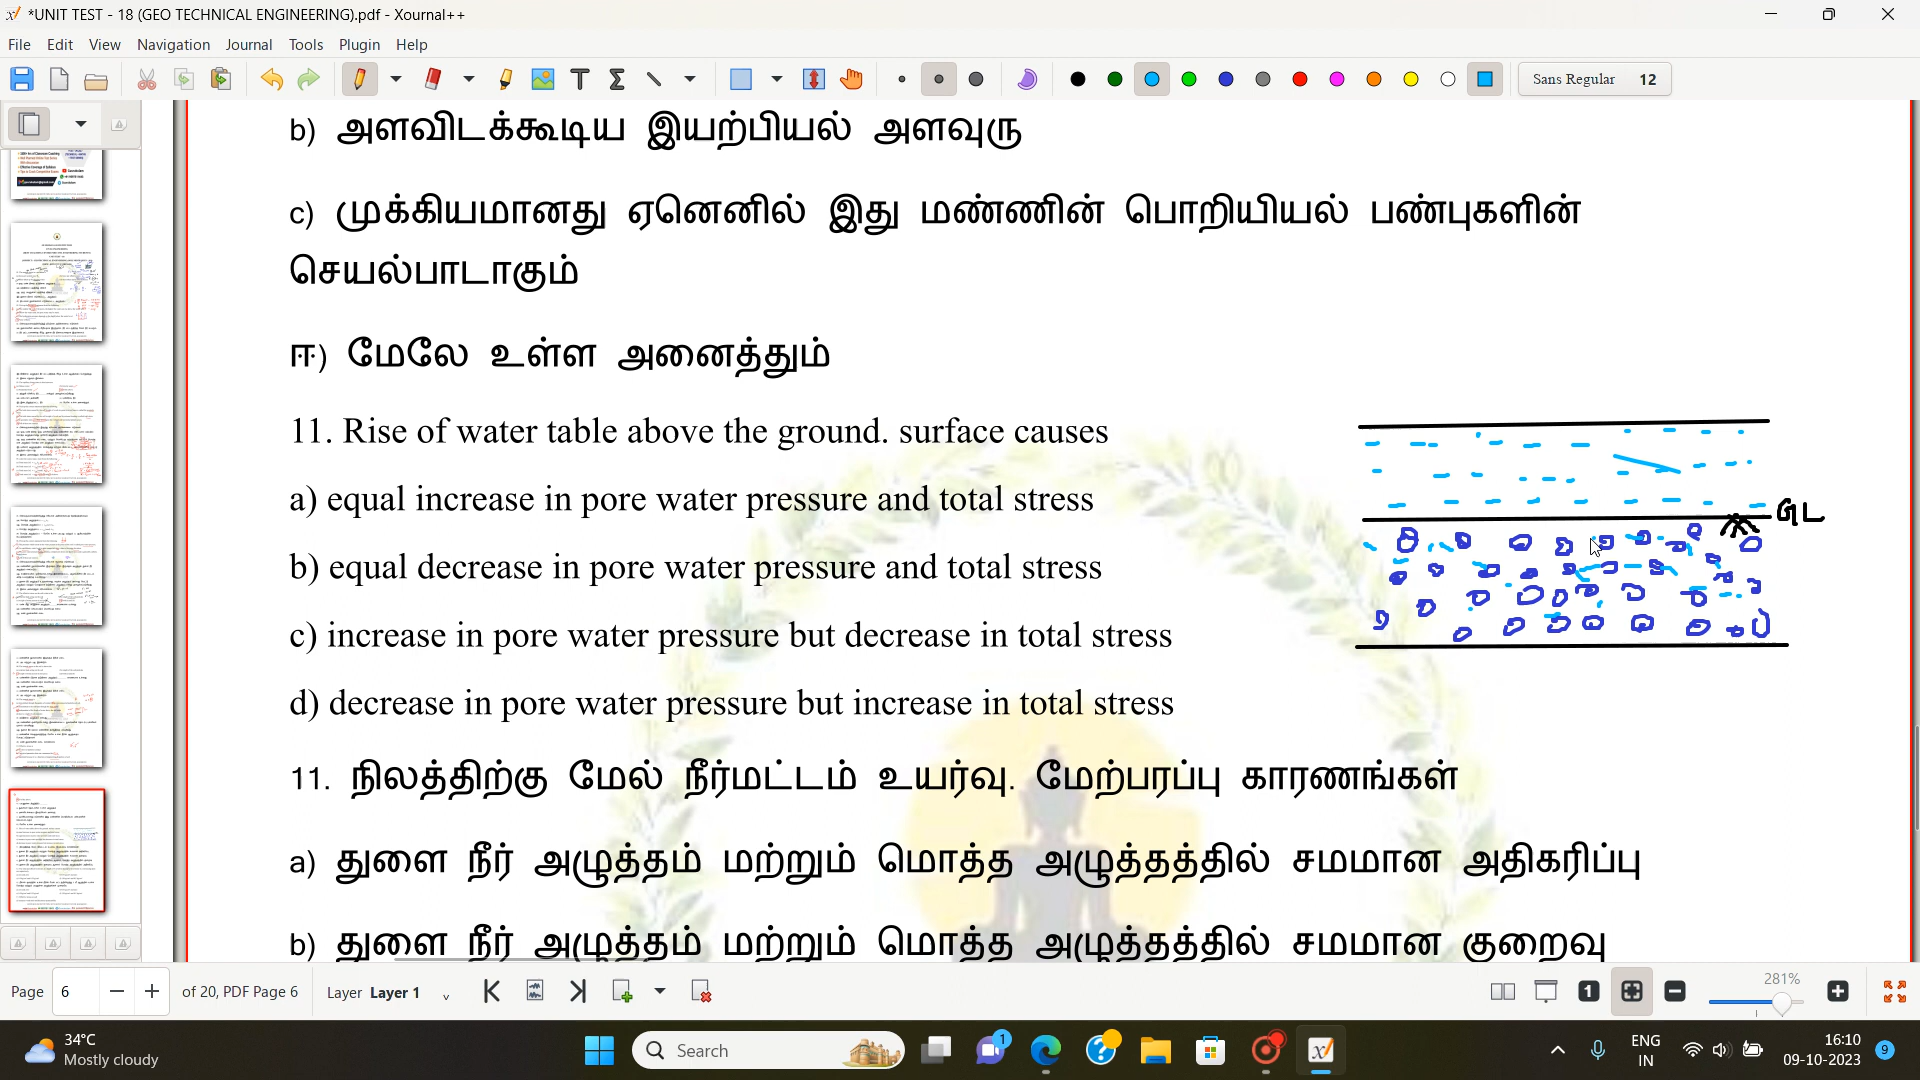 *UNIT TEST - 18 (GEO TECHNICAL ENGINEERING).pdf - Xournal++
File Edit View Navigation Journal Tools Plugin Help
Sans Regular 12
b) அளவிடக்கூடிய இயற்பியல் அளவுரு
c) முக்கியமானது ஏனெனில் இது மண்ணின் பொறியியல் பண்புகளின்
செயல்பாடாகும்
ஈ) மேலே உள்ள அனைத்தும்
11. Rise of water table above the ground. surface causes
a) equal increase in pore water pressure and total stress
GL
b) equal decrease in pore water pressure and total stress
c) increase in pore water pressure but decrease in total stress
d) decrease in pore water pressure but increase in total stress
11. நிலத்திற்கு மேல் நீர்மட்டம் உயர்வு. மேற்பரப்பு காரணங்கள்
a) துளை நீர் அழுத்தம் மற்றும் மொத்த அழுத்தத்தில் சமமான அதிகரிப்பு
b) துளை நீர் அழுத்தம் மற்றும் மொத்த அழுத்தத்தில் சமமான குறைவு
Page 6 of 20, PDF Page 6 Layer Layer 1 281%
34°C
Mostly cloudy
Search
1
ENG
IN
16:10
09-10-2023
9